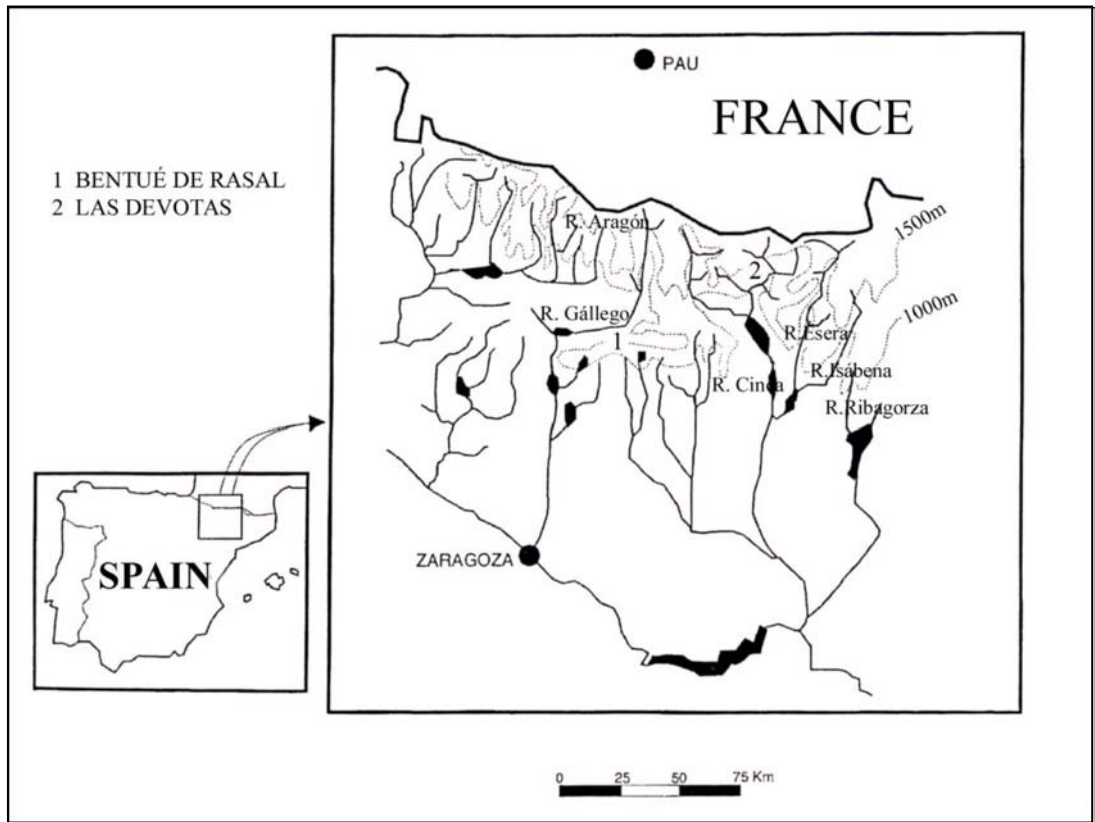 PAU
FRANCE
1 BENTUÉ DE RASAL
2 LAS DEVOTAS
R. Aragón
1500m
2
1000m
R. Gállego
1
R.Esera
R.Isábena
R. Cinca
R.Ribagorza
ZARAGOZA
SPAIN
0 25 50 75 Km